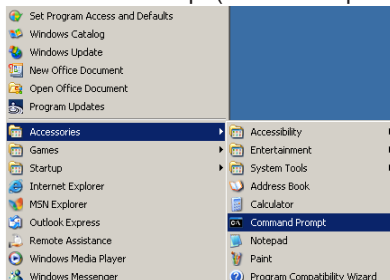 Set Program Access and Defaults
Windows Catalog
Windows Update
New Office Document
Open Office Document
Program Updates
Accessories
Games
Startup
Internet Explorer
MSN Explorer
Outlook Express
Remote Assistance
Windows Media Player
Windows Messenger
Accessibility
Entertainment
System Tools
Address Book
Calculator
Command Prompt
Notepad
Paint
Program Compatibility Wizard